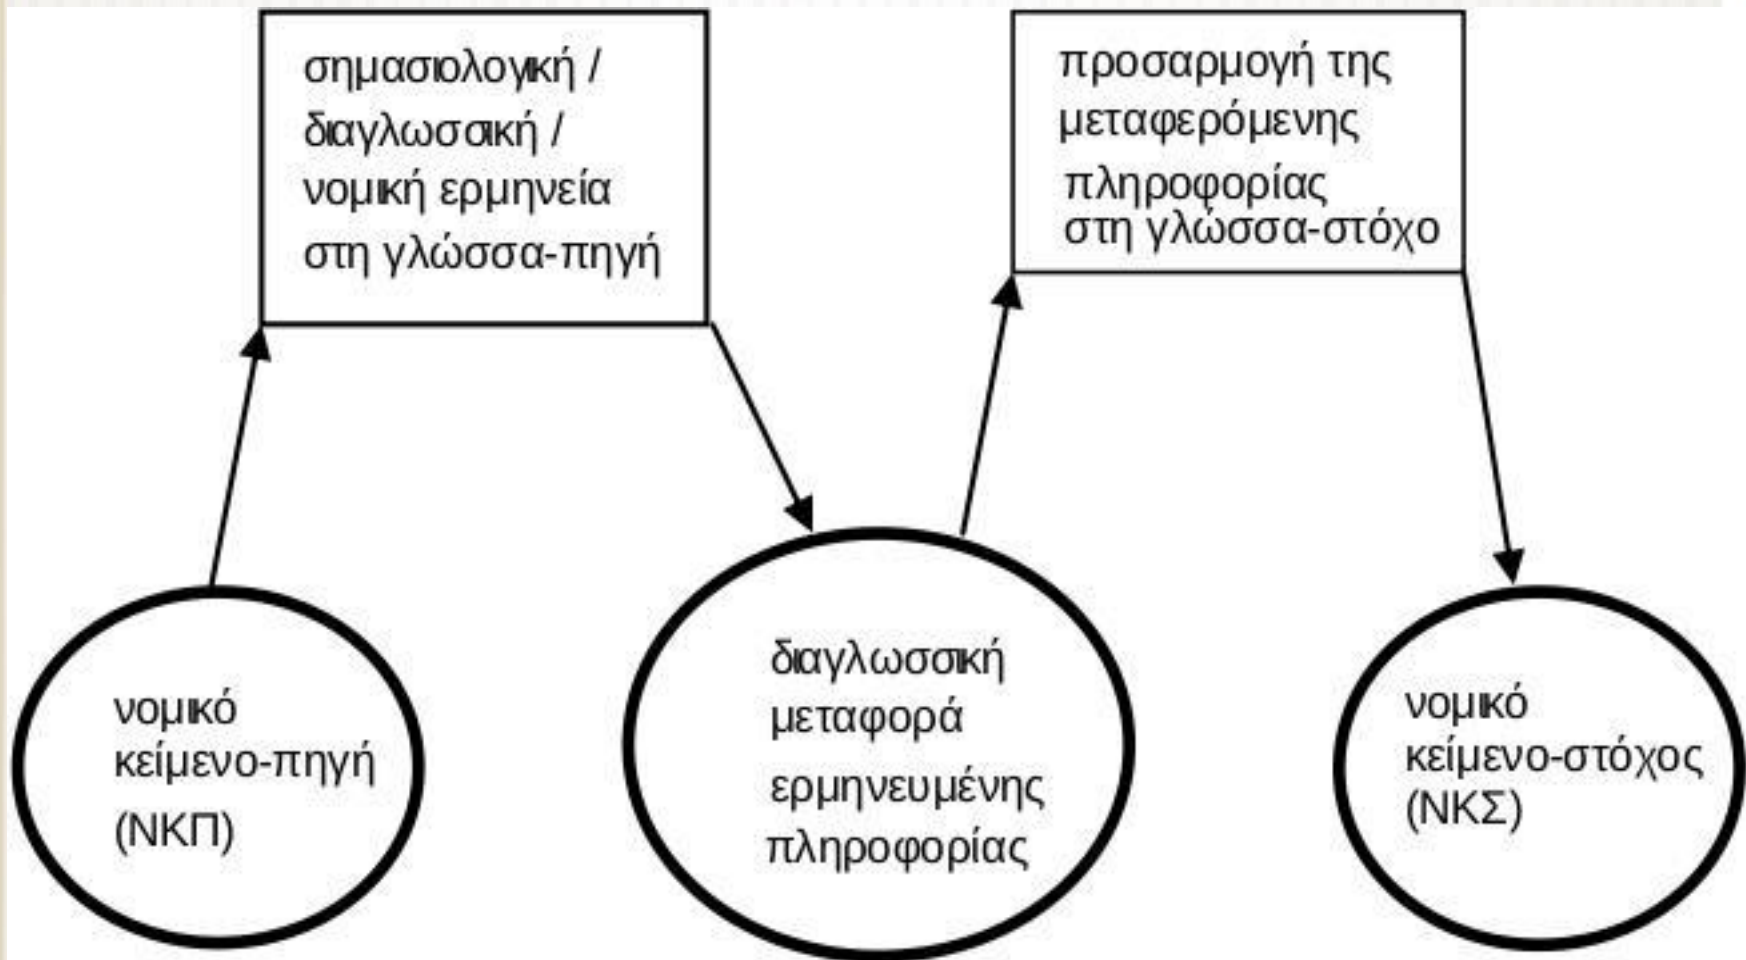 σημασιολογική /
διαγλωσσική /
νομική ερμηνεία
στη γλώσσα-πηγή
προσαρμογή της
μεταφερόμενης
πληροφορίας
στη γλώσσα-στόχο
νομικό
κείμενο-πηγή
(ΝΚΠ)
διαγλωσσική
μεταφορά
ερμηνευμένης
πληροφορίας
νομικό
κείμενο-στόχος
(ΝΚΣ)